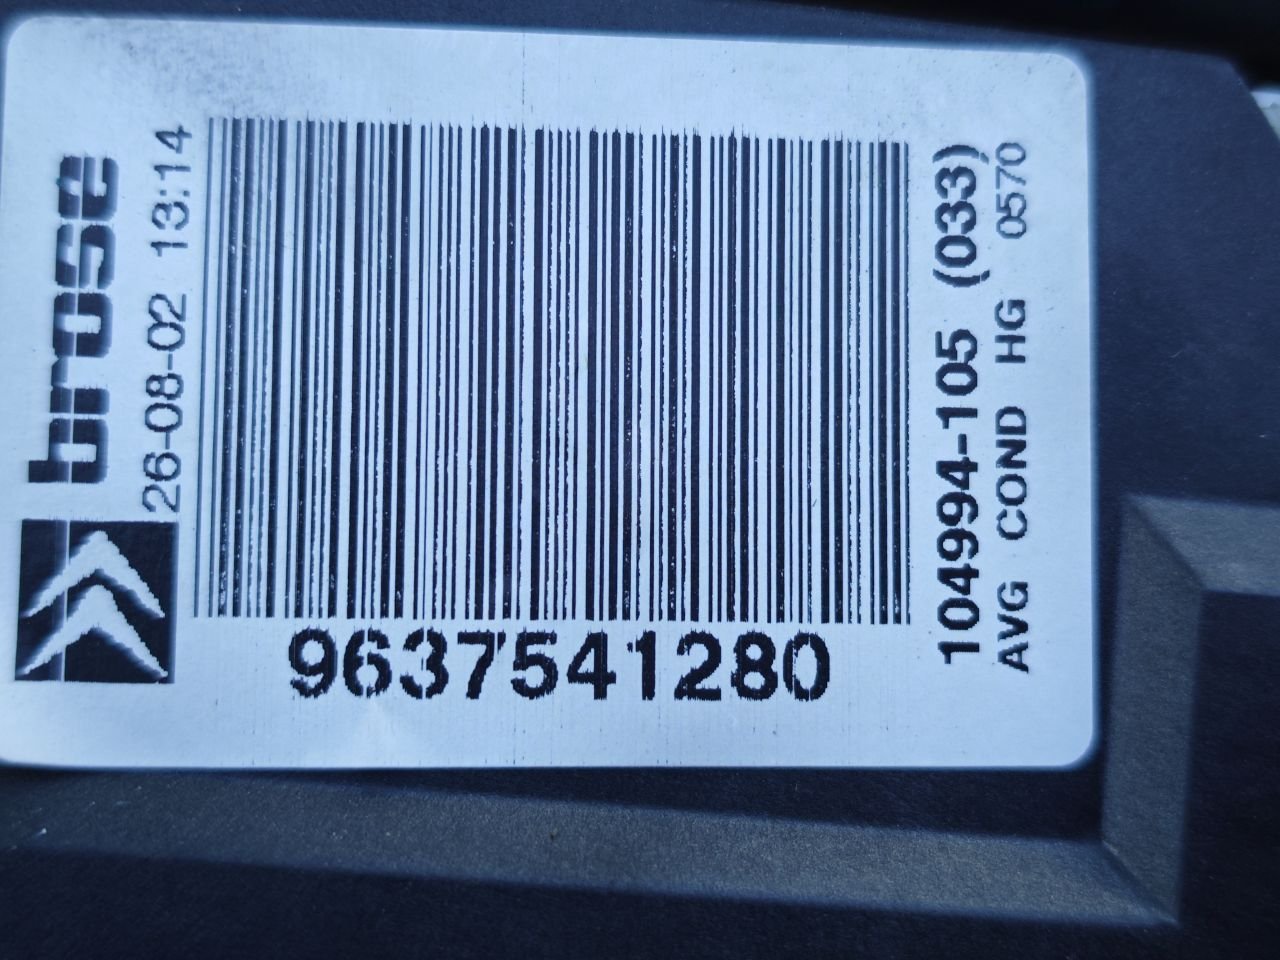 brose
26-08-02 13:14
9637541280
104994-105 (033)
AVG COND HG 0570